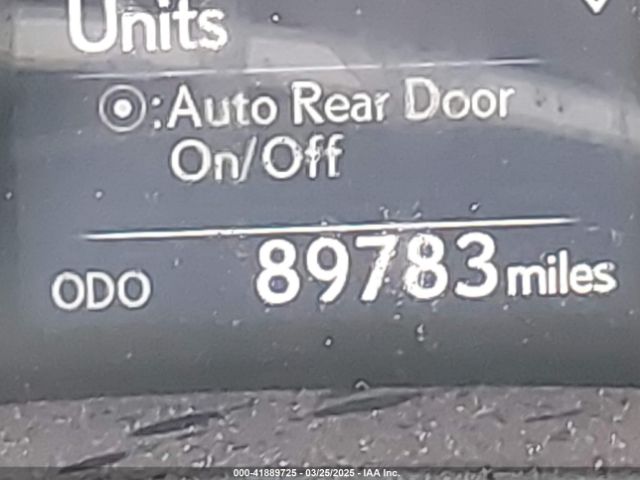 Units
⦿:Auto Rear Door
On/Off
ODO 89783 miles
000-41889725 - 03/25/2025 - IAA Inc.